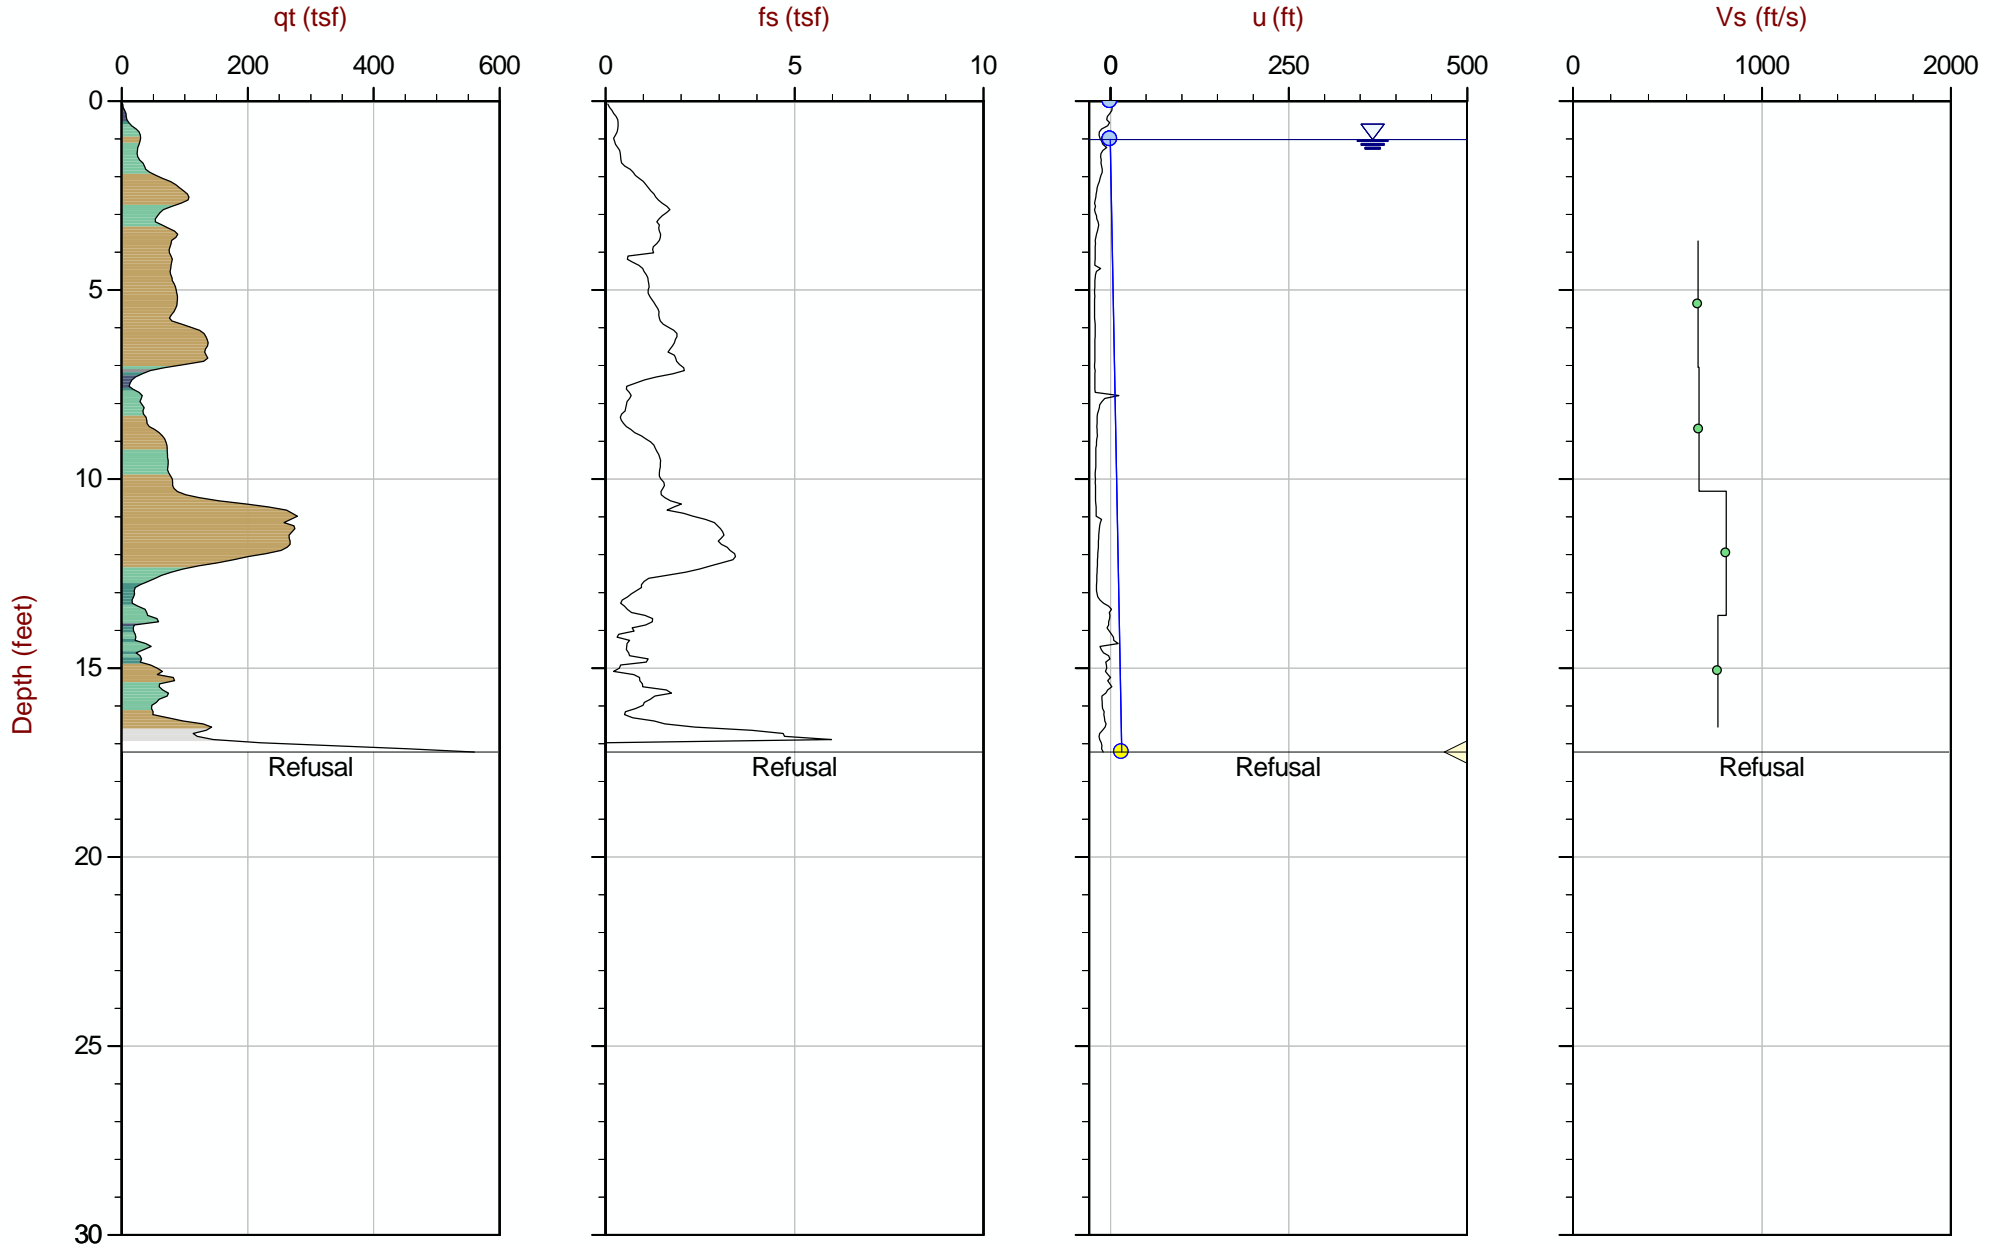 qt (tsf)
fs (tsf)
u (ft)
Vs (ft/s)
0 200 400 600
0 5 10
0 250 500
0 1000 2000
0
5
10
15
20
25
30
Depth (feet)
Refusal
Refusal
Refusal
Refusal